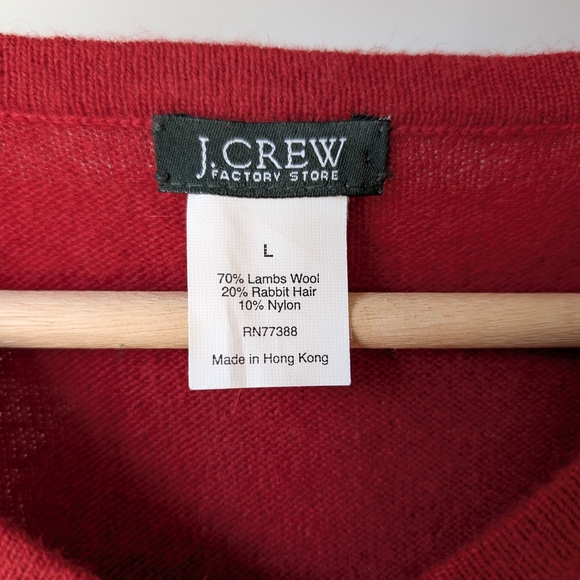 J.CREW
FACTORY STORE
L
70% Lambs Wool
20% Rabbit Hair
10% Nylon
RN77388
Made in Hong Kong